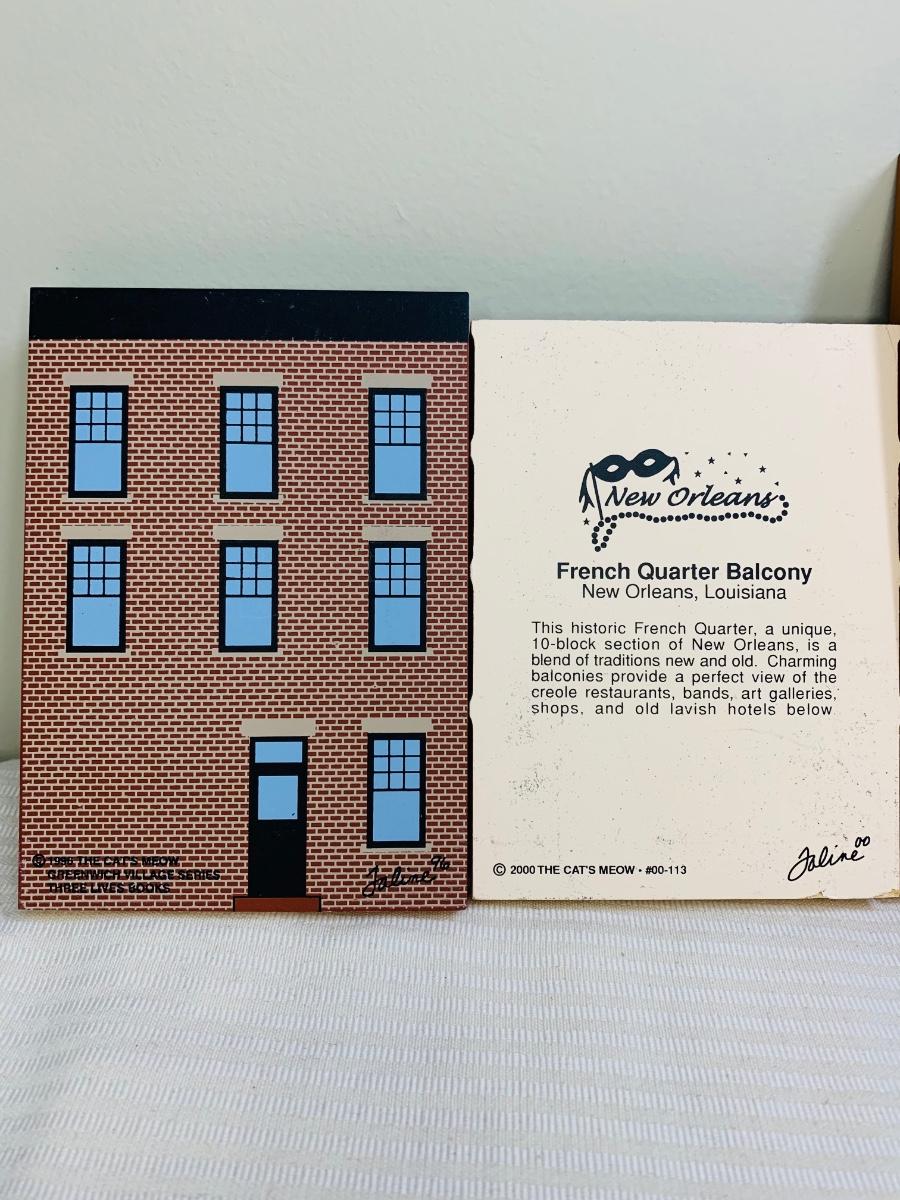 © 1996 THE CAT'S MEOW
GREENWICH VILLAGE SERIES
THREE LIVES BOOKS
Faline 96
New Orleans
French Quarter Balcony
New Orleans, Louisiana
This historic French Quarter, a unique,
10-block section of New Orleans, is a
blend of traditions new and old. Charming
balconies provide a perfect view of the
creole restaurants, bands, art galleries,
shops, and old lavish hotels below
© 2000 THE CAT'S MEOW • #00-113
Faline 00